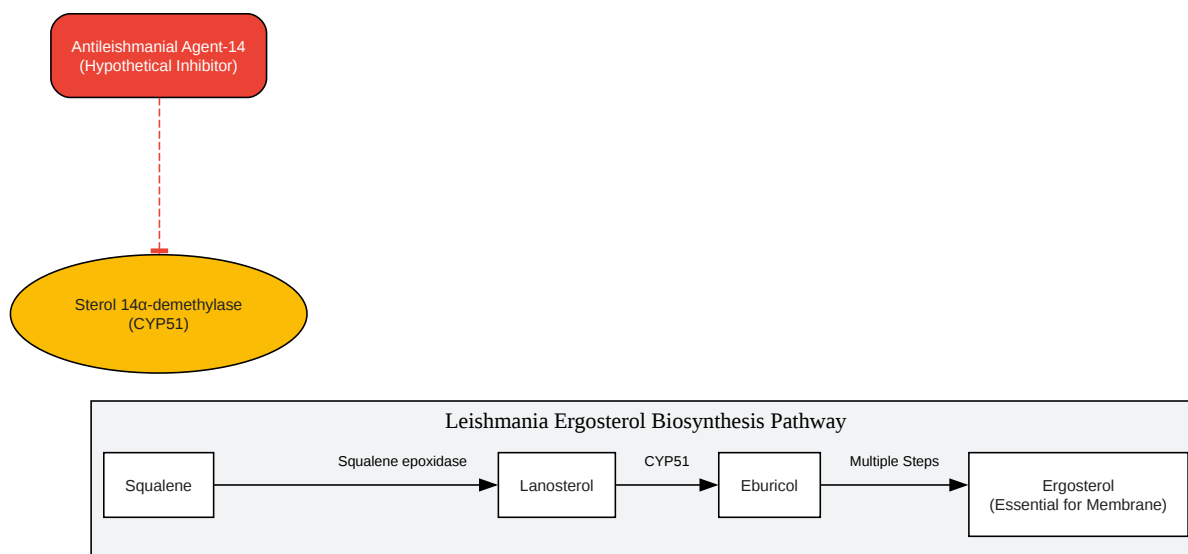 Antileishmanial Agent-14
(Hypothetical Inhibitor)
Sterol 14α-demethylase
(CYP51)
Leishmania Ergosterol Biosynthesis Pathway
Squalene
Squalene epoxidase
Lanosterol
CYP51
Eburicol
Multiple Steps
Ergosterol
(Essential for Membrane)